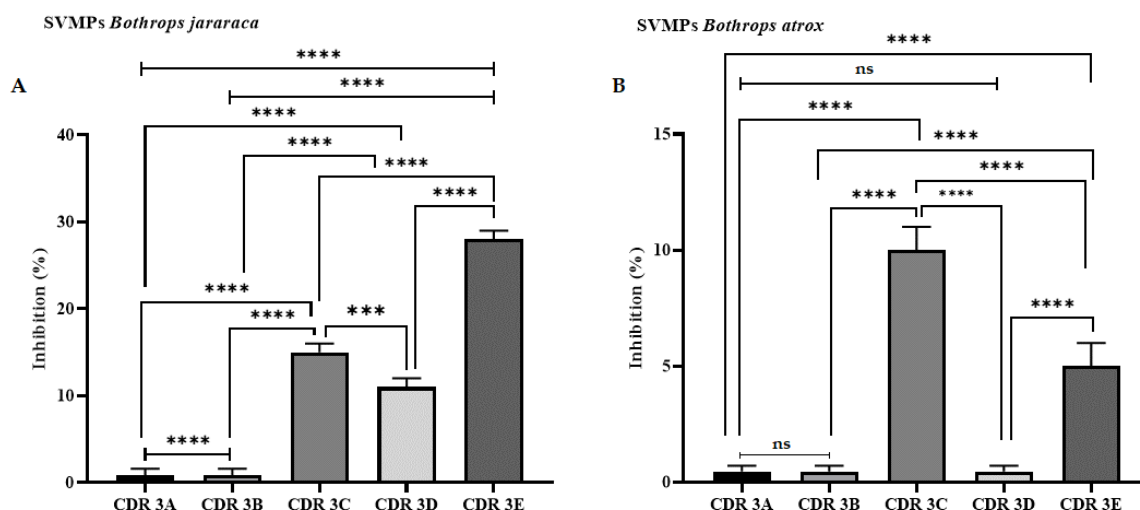 SVMPs Bothrops jararaca
A
****
****
****
****
****
****
****
****
***
****
Inhibition (%)
40
30
20
10
0
CDR 3A CDR 3B CDR 3C CDR 3D CDR 3E
SVMPs Bothrops atrox
B
****
ns
****
****
****
****
****
****
ns
Inhibition (%)
15
10
5
0
CDR 3A CDR 3B CDR 3C CDR 3D CDR 3E